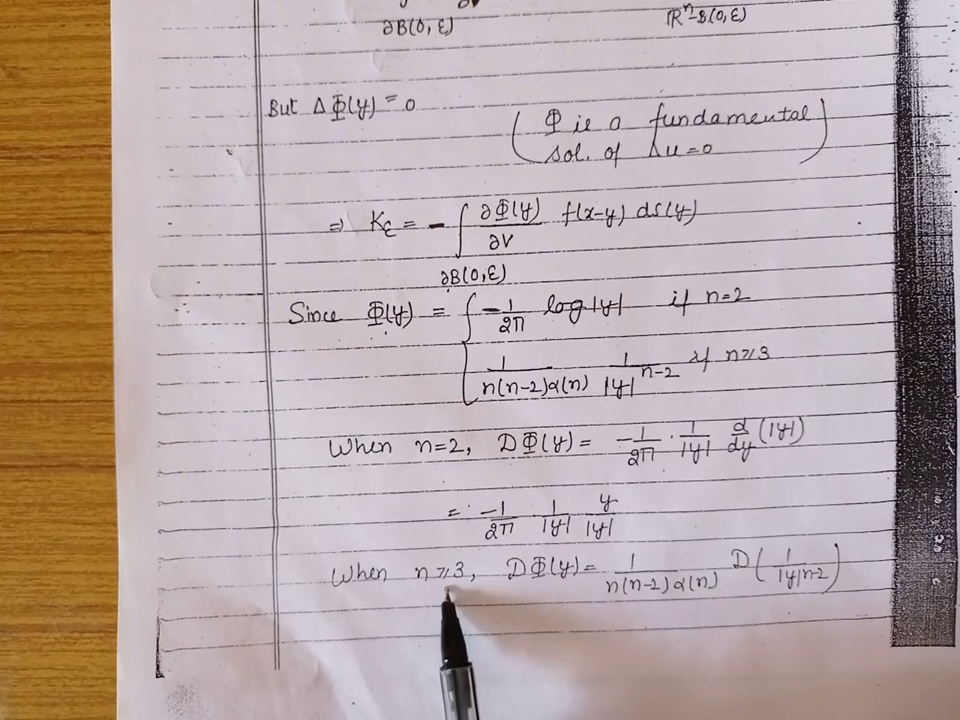 ∂B(0,ε) ℝⁿ-B(0,ε)
But Δ Φ(y) = 0
(Φ is a fundamental
sol. of Δu=0)
⇒ Kε = - ∫ ∂Φ(y)/∂ν f(x-y) ds(y)
∂B(0,ε)
Since Φ(y) = { -1/2π log|y| if n=2
1/n(n-2)α(n) 1/|y|ⁿ⁻² if n≥3
When n=2, DΦ(y) = -1/2π · 1/|y| d/dy (|y|)
= -1/2π 1/|y| y/|y|
When n≥3, DΦ(y) = 1/n(n-2)α(n) D(1/|y|ⁿ⁻²)